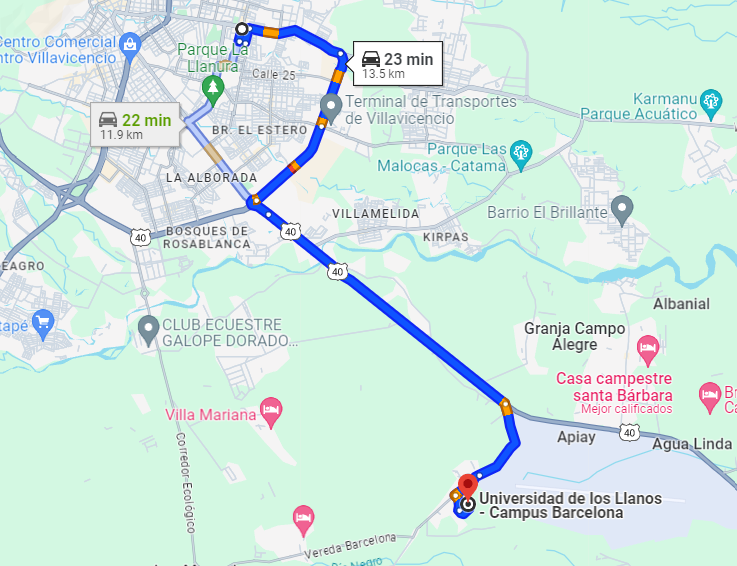 Centro Comercial
ntro Villavicencio
Parque La
Llanura
Calle 25
23 min
13.5 km
Karmanu
Parque Acuático
22 min
11.9 km
Terminal de Transportes
de Villavicencio
BR. EL ESTERO
Parque Las
Malocas - Catama
LA ALBORADA
VILLAMELIDA
Barrio El Brillante
BOSQUES DE
ROSABLANCA
40
40
KIRPAS
EAGRO
40
Albanial
CLUB ECUESTRE
GALOPE DORADO...
Granja Campo
Alegre
Casa campestre
santa Bárbara
Mejor calificados
Villa Mariana
Apiay
40
Agua Linda
Corredor-Ecológico
Universidad de los Llanos
- Campus Barcelona
Vereda Barcelona